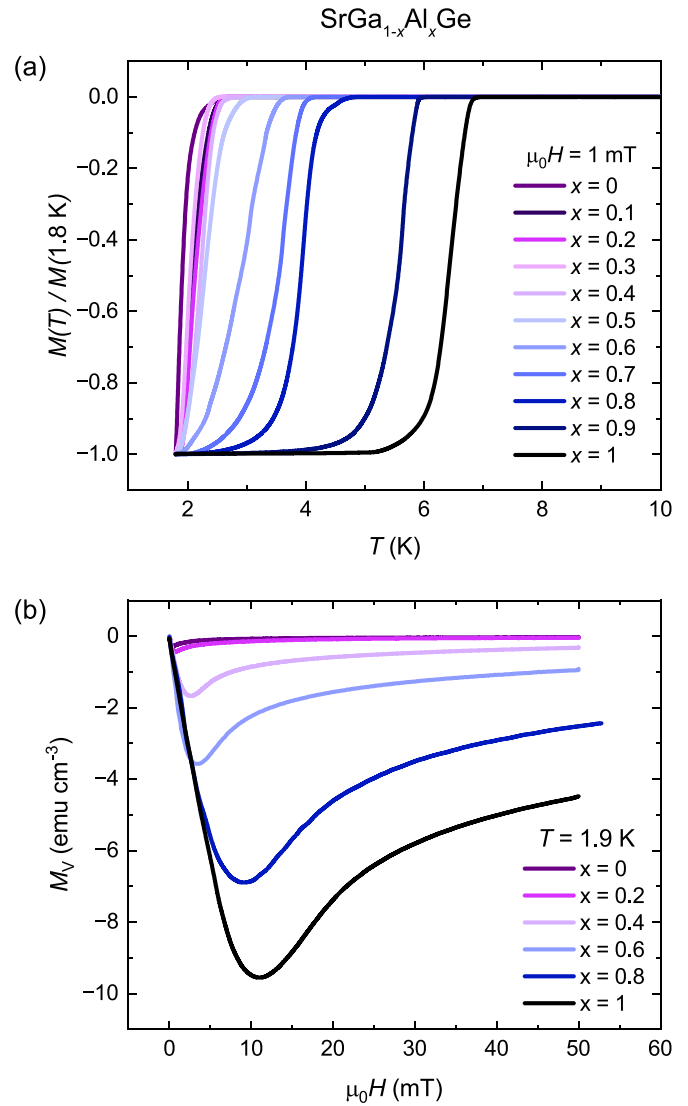 SrGa₁₋ₓAlₓGe
(a)
0.0
−0.2
−0.4
−0.6
−0.8
−1.0
M(T) / M(1.8 K)
μ₀H = 1 mT
x = 0
x = 0.1
x = 0.2
x = 0.3
x = 0.4
x = 0.5
x = 0.6
x = 0.7
x = 0.8
x = 0.9
x = 1
2 4 6 8 10
T (K)
(b)
0
−2
−4
−6
−8
−10
M_V (emu cm⁻³)
T = 1.9 K
x = 0
x = 0.2
x = 0.4
x = 0.6
x = 0.8
x = 1
0 10 20 30 40 50 60
μ₀H (mT)